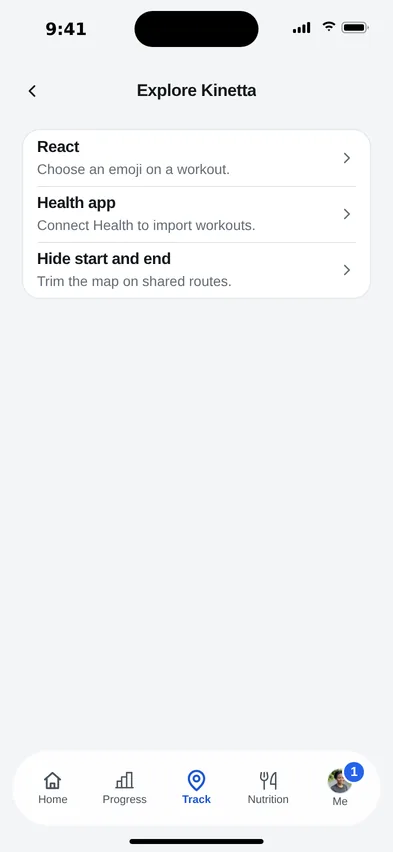 9:41
Explore Kinetta
React
Choose an emoji on a workout.
Health app
Connect Health to import workouts.
Hide start and end
Trim the map on shared routes.
1
Home
Progress
Track
Nutrition
Me